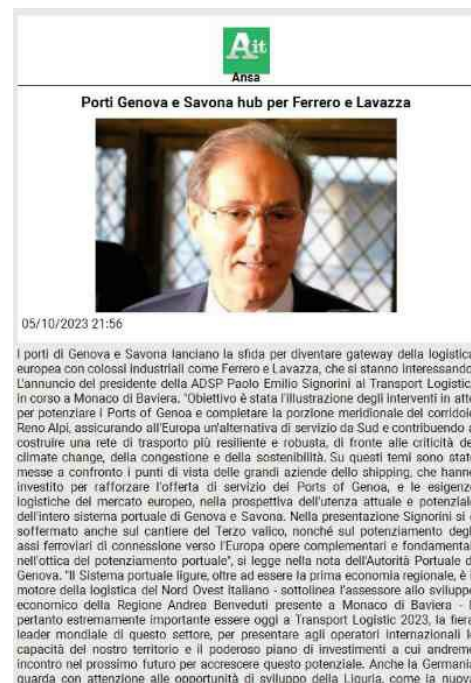 Ait
Ansa
Porti Genova e Savona hub per Ferrero e Lavazza
05/10/2023 21:56
I porti di Genova e Savona lanciano la sfida per diventare gateway della logistica
europea con colossi industriali come Ferrero e Lavazza, che si stanno interessando.
L'annuncio del presidente della ADSP Paolo Emilio Signorini al Transport Logistic,
in corso a Monaco di Baviera. "Obiettivo è stata l'illustrazione degli interventi in atto
per potenziare i Ports of Genoa e completare la porzione meridionale del corridoio
Reno Alpi, assicurando all'Europa un'alternativa di servizio da Sud e contribuendo a
costruire una rete di trasporto più resiliente e robusta, di fronte alle criticità del
climate change, della congestione e della sostenibilità. Su questi temi sono stati
messe a confronto i punti di vista delle grandi aziende dello shipping, che hanno
investito per rafforzare l'offerta di servizio dei Ports of Genoa, e le esigenze
logistiche del mercato europeo, nella prospettiva dell'utenza attuale e potenziale
dell'intero sistema portuale di Genova e Savona. Nella presentazione Signorini si è
soffermato anche sul cantiere del Terzo valico, nonché sul potenziamento degli
assi ferroviari di connessione verso l'Europa opere complementari e fondamentali
nell'ottica del potenziamento portuale", si legge nella nota dell'Autorità Portuale di
Genova. "Il Sistema portuale ligure, oltre ad essere la prima economia regionale, è il
motore della logistica del Nord Ovest Italiano - sottolinea l'assessore allo sviluppo
economico della Regione Andrea Benveduti presente a Monaco di Baviera -
pertanto estremamente importante essere oggi a Transport Logistic 2023, la fiera
leader mondiale di questo settore, per presentare agli operatori internazionali le
capacità del nostro territorio e il poderoso piano di investimenti a cui andremo
incontro nel prossimo futuro per accrescere questo potenziale. Anche la Germania
guarda con attenzione alle opportunità di sviluppo della Liguria, come la nuova